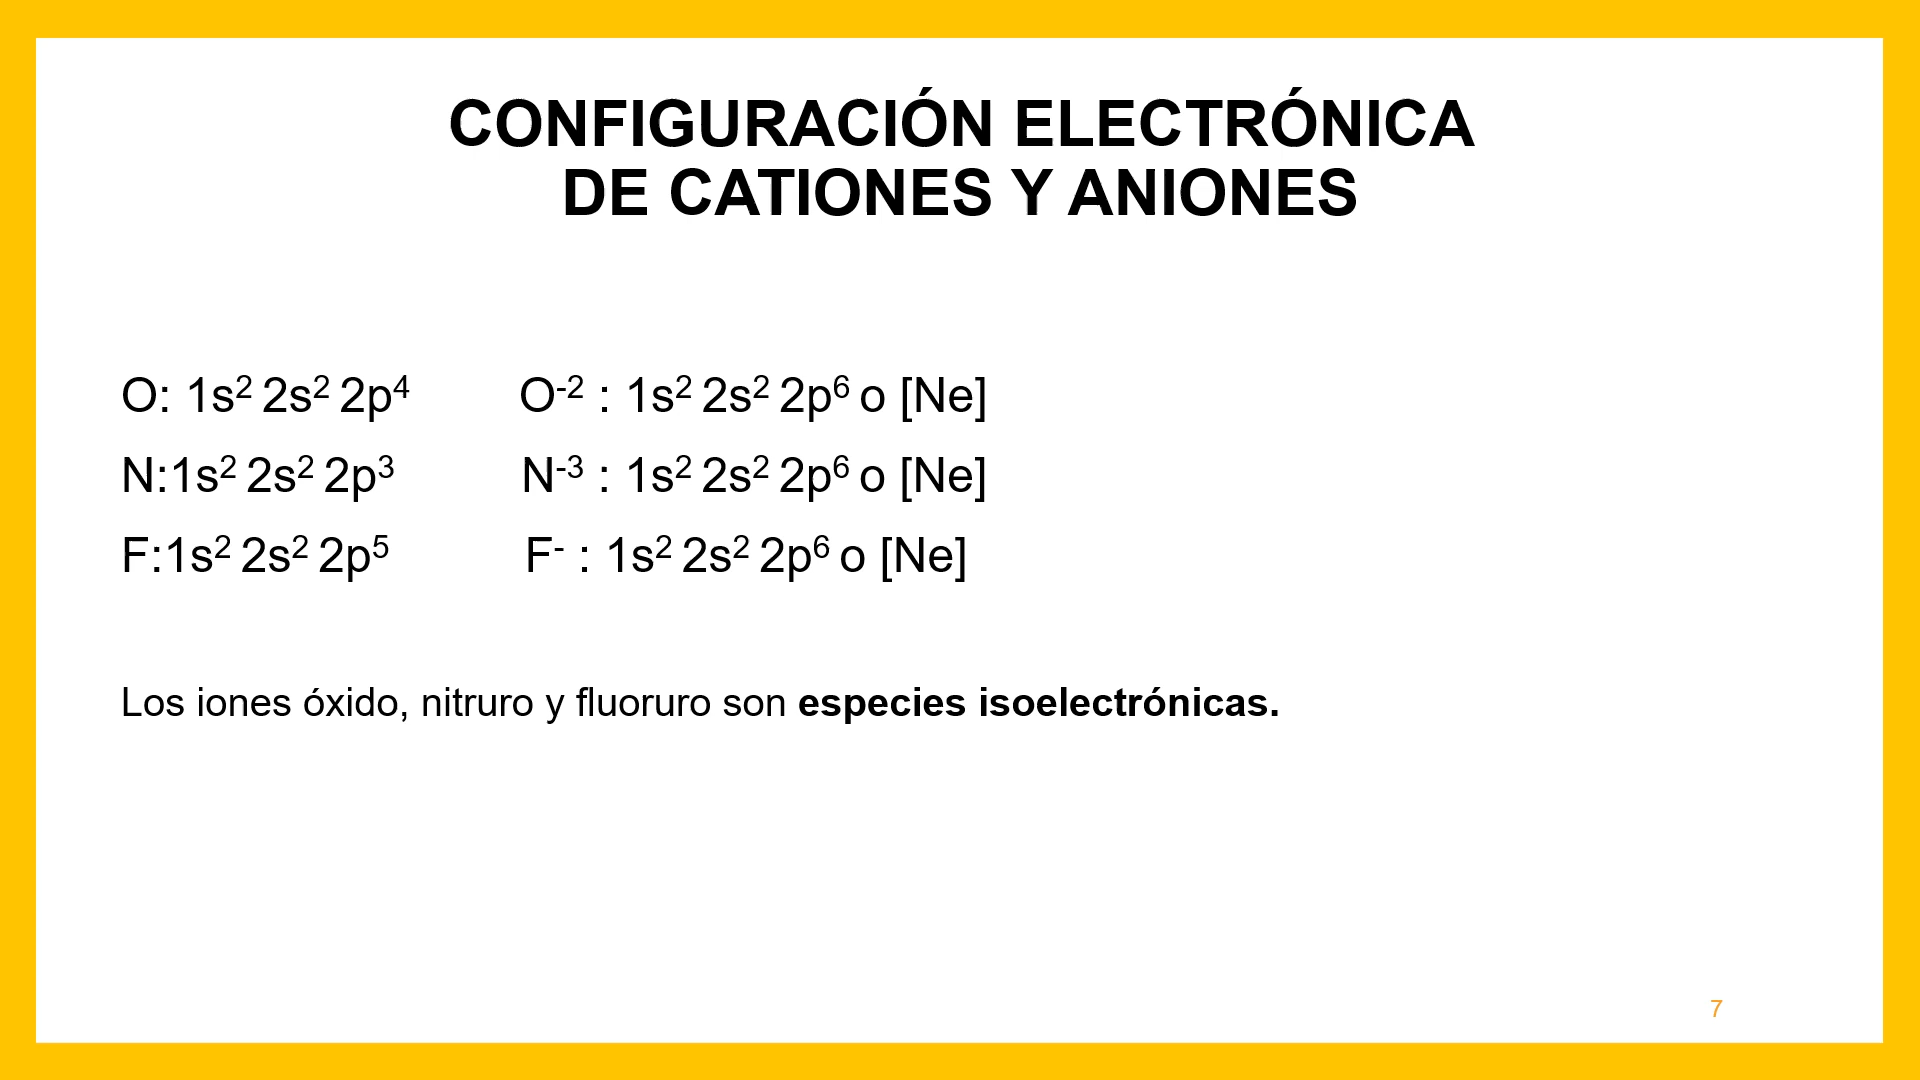 CONFIGURACIÓN ELECTRÓNICA
DE CATIONES Y ANIONES
O: 1s² 2s² 2p⁴ O⁻² : 1s² 2s² 2p⁶ o [Ne]
N:1s² 2s² 2p³ N⁻³ : 1s² 2s² 2p⁶ o [Ne]
F:1s² 2s² 2p⁵ F⁻ : 1s² 2s² 2p⁶ o [Ne]
Los iones óxido, nitruro y fluoruro son especies isoelectrónicas.
7